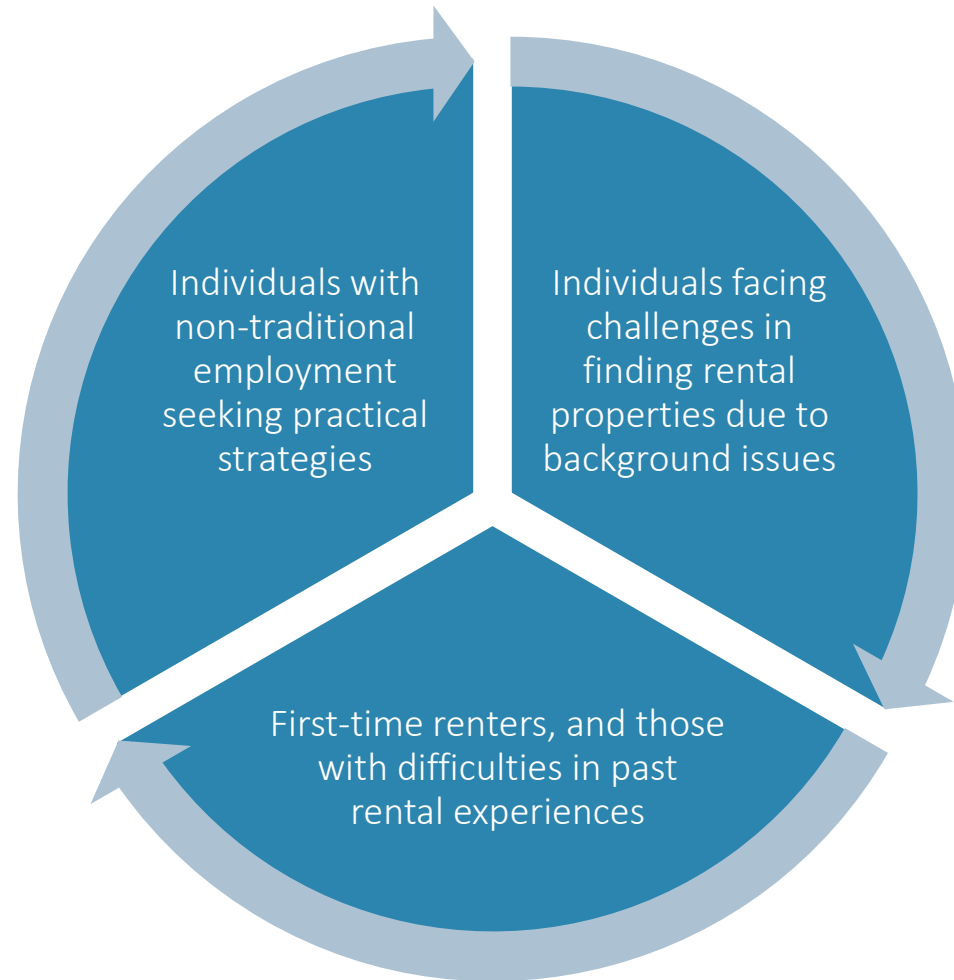 Individuals with
non-traditional
employment
seeking practical
strategies
Individuals facing
challenges in
finding rental
properties due to
background issues
First-time renters, and those
with difficulties in past
rental experiences